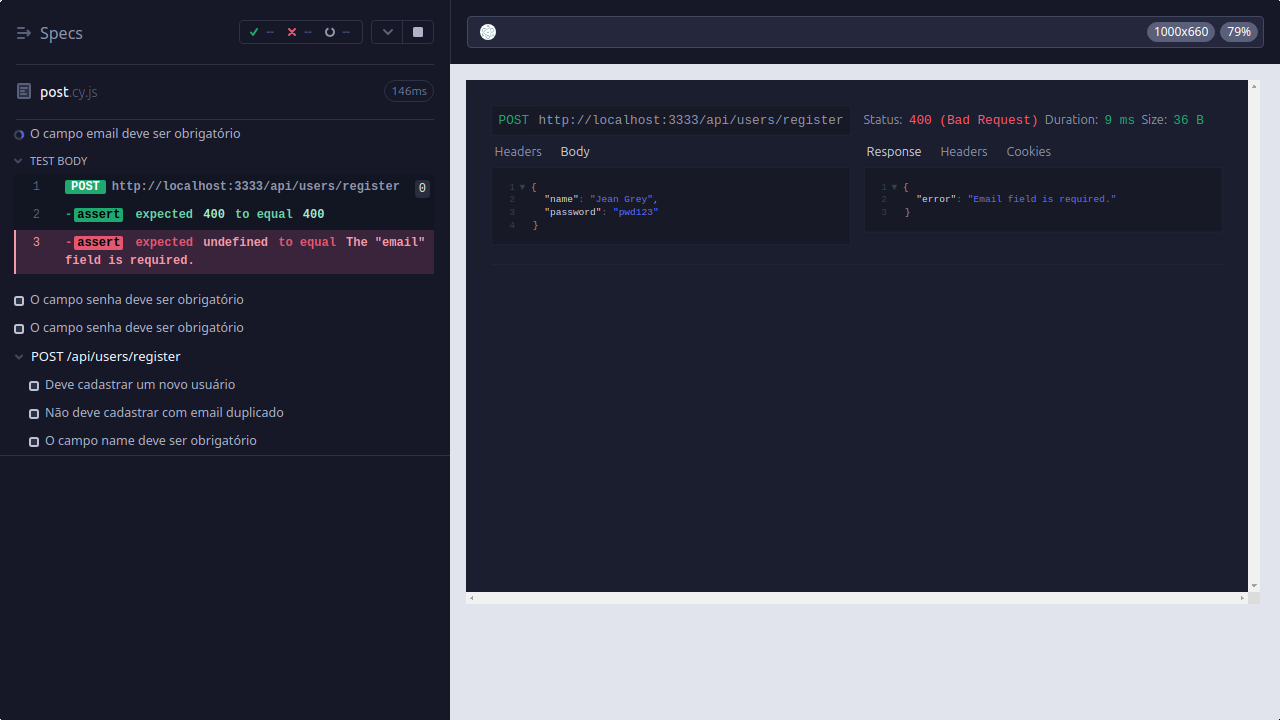 Specs
-- -- --
1000x660 79%
post.cy.js 146ms
O campo email deve ser obrigatório
TEST BODY
1 POST http://localhost:3333/api/users/register 0
2 -assert expected 400 to equal 400
3 -assert expected undefined to equal The "email"
field is required.
O campo senha deve ser obrigatório
O campo senha deve ser obrigatório
POST /api/users/register
Deve cadastrar um novo usuário
Não deve cadastrar com email duplicado
O campo name deve ser obrigatório
POST http://localhost:3333/api/users/register
Headers Body
1 {
2 "name": "Jean Grey",
3 "password": "pwd123"
4 }
Status: 400 (Bad Request) Duration: 9 ms Size: 36 B
Response Headers Cookies
1 {
2 "error": "Email field is required."
3 }